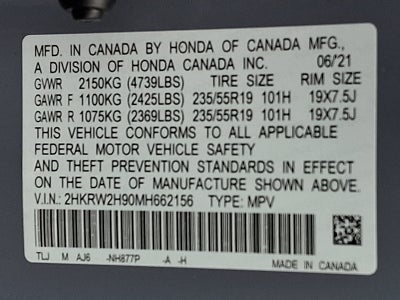 MFD. IN CANADA BY HONDA OF CANADA MFG.,
A DIVISION OF HONDA CANADA INC. 06/21
GVWR 2150KG (4739LBS) TIRE SIZE RIM SIZE
GAWR F 1100KG (2425LBS) 235/55R19 101H 19X7.5J
GAWR R 1075KG (2369LBS) 235/55R19 101H 19X7.5J
THIS VEHICLE CONFORMS TO ALL APPLICABLE
FEDERAL MOTOR VEHICLE SAFETY
AND THEFT PREVENTION STANDARDS IN EFFECT
ON THE DATE OF MANUFACTURE SHOWN ABOVE.
V.I.N.: 2HKRW2H90MH662156 TYPE: MPV
TLJ M AJ6 -NH877P -A -H MADE IN CANADA